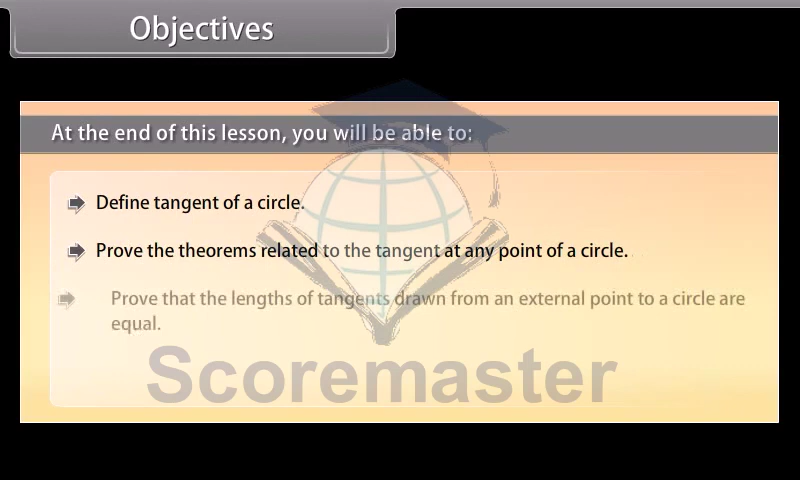 Objectives
At the end of this lesson, you will be able to:
Define tangent of a circle.
Prove the theorems related to the tangent at any point of a circle.
Prove that the lengths of tangents drawn from an external point to a circle are
equal.
Scoremaster